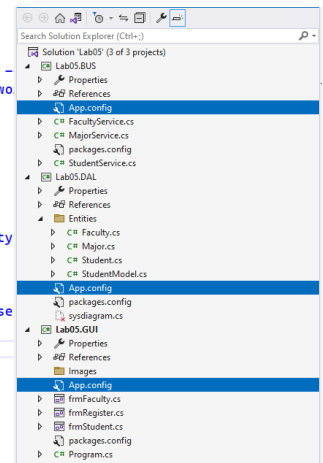 Search Solution Explorer (Ctrl+;)
Solution 'Lab05' (3 of 3 projects)
Lab05.BUS
Properties
References
App.config
C# FacultyService.cs
C# MajorService.cs
packages.config
C# StudentService.cs
Lab05.DAL
Properties
References
Entities
C# Faculty.cs
C# Major.cs
C# Student.cs
C# StudentModel.cs
App.config
packages.config
sysdiagram.cs
Lab05.GUI
Properties
References
Images
App.config
frmFaculty.cs
frmRegister.cs
frmStudent.cs
packages.config
C# Program.cs